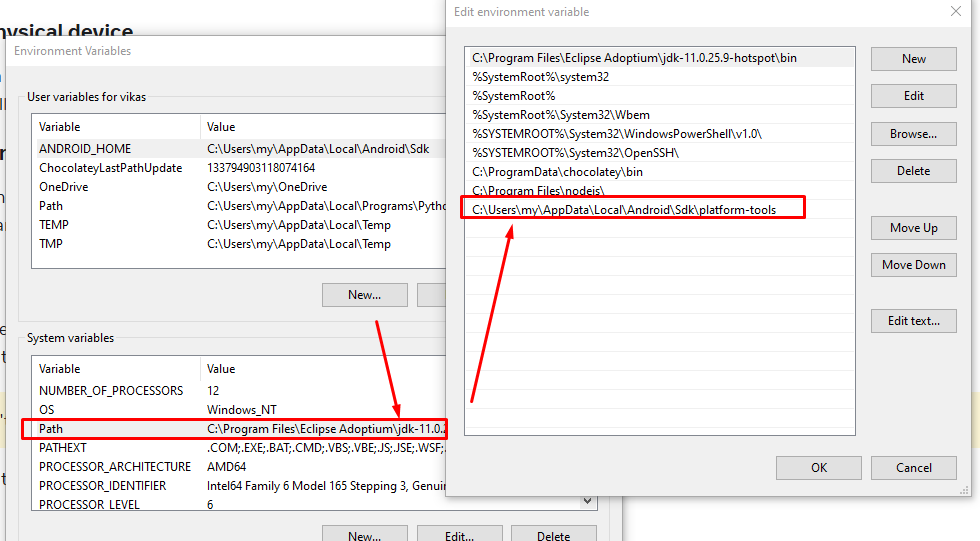 physical device
Environment Variables
User variables for vikas
Variable Value
ANDROID_HOME C:\Users\my\AppData\Local\Android\Sdk
ChocolateyLastPathUpdate 133794903118074164
OneDrive C:\Users\my\OneDrive
Path C:\Users\my\AppData\Local\Programs\Pytho
TEMP C:\Users\my\AppData\Local\Temp
TMP C:\Users\my\AppData\Local\Temp
New...
System variables
Variable Value
NUMBER_OF_PROCESSORS 12
OS Windows_NT
Path C:\Program Files\Eclipse Adoptium\jdk-11.0.2
PATHEXT .COM;.EXE;.BAT;.CMD;.VBS;.VBE;.JS;.JSE;.WSF;
PROCESSOR_ARCHITECTURE AMD64
PROCESSOR_IDENTIFIER Intel64 Family 6 Model 165 Stepping 3, Genuin
PROCESSOR_LEVEL 6
New... Edit... Delete
Edit environment variable
C:\Program Files\Eclipse Adoptium\jdk-11.0.25.9-hotspot\bin
%SystemRoot%\system32
%SystemRoot%
%SystemRoot%\System32\Wbem
%SYSTEMROOT%\System32\WindowsPowerShell\v1.0\
%SYSTEMROOT%\System32\OpenSSH\
C:\ProgramData\chocolatey\bin
C:\Program Files\nodejs\
C:\Users\my\AppData\Local\Android\Sdk\platform-tools
New
Edit
Browse...
Delete
Move Up
Move Down
Edit text...
OK Cancel